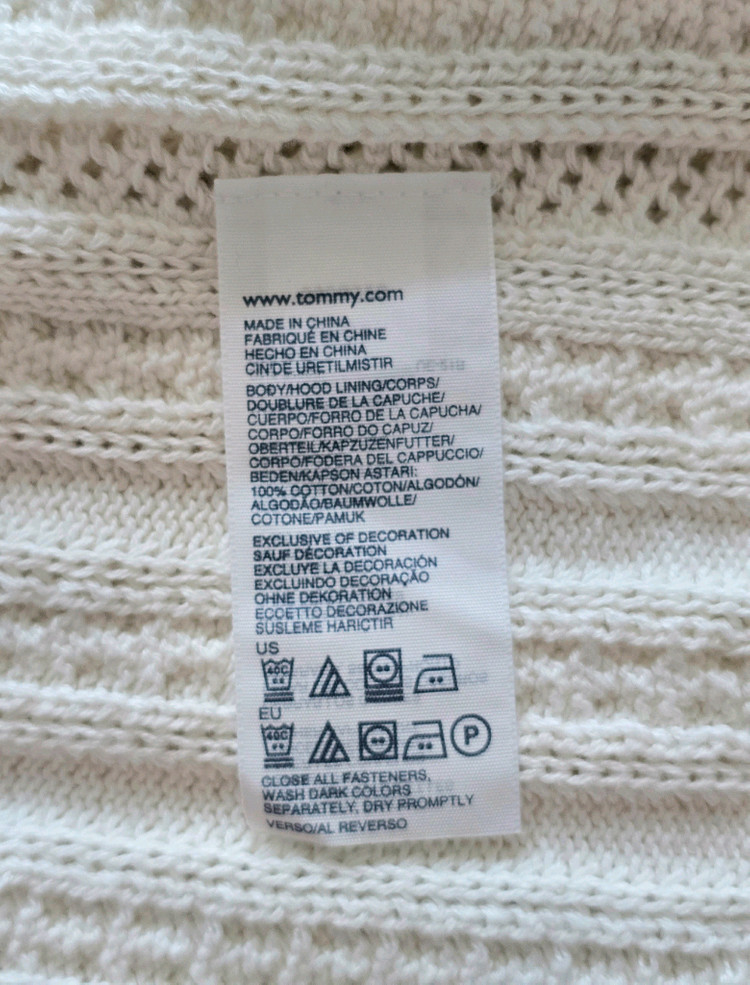 www.tommy.com
MADE IN CHINA
FABRIQUÉ EN CHINE
HECHO EN CHINA
CIN'DE URETILMISTIR
BODY/HOOD LINING/CORPS/
DOUBLURE DE LA CAPUCHE/
CUERPO/FORRO DE LA CAPUCHA/
CORPO/FORRO DO CAPUZ/
OBERTEIL/KAPZUZENFUTTER/
CORPO/FODERA DEL CAPPUCCIO/
BEDEN/KAPSON ASTARI:
100% COTTON/COTON/ALGODÓN/
ALGODÃO/BAUMWOLLE/
COTONE/PAMUK
EXCLUSIVE OF DECORATION
SAUF DÉCORATION
EXCLUYE LA DECORACIÓN
EXCLUINDO DECORAÇÃO
OHNE DEKORATION
ECCETTO DECORAZIONE
SUSLEME HARICTIR
US
40C
EU
40C P
CLOSE ALL FASTENERS,
WASH DARK COLORS
SEPARATELY, DRY PROMPTLY
VERSO/AL REVERSO